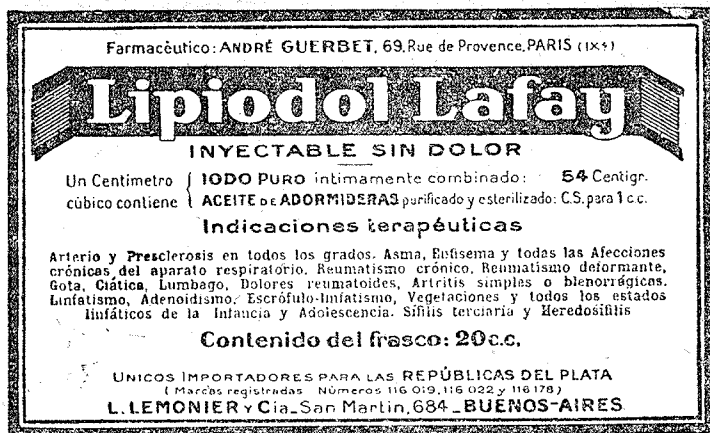 Farmacéutico: ANDRÉ GUERBET, 69, Rue de Provence, PARIS (IXe)
Lipiodol Lafay
INYECTABLE SIN DOLOR
Un Centímetro cúbico contiene { IODO PURO íntimamente combinado: 54 Centigr.
ACEITE DE ADORMIDERAS purificado y esterilizado: C.S. para 1 c.c.
Indicaciones terapéuticas
Arterio y Presclerosis en todos los grados. Asma, Enfisema y todas las Afecciones
crónicas del aparato respiratorio. Reumatismo crónico, Reumatismo deformante,
Gota, Ciática, Lumbago, Dolores reumatoides, Artritis simples o blenorrágicas.
Linfatismo, Adenoidismo. Escrófulo-linfatismo, Vegetaciones y todos los estados
linfáticos de la Infancia y Adolescencia. Sífilis terciaria y Heredosífilis
Contenido del frasco: 20 c.c.
UNICOS IMPORTADORES PARA LAS REPÚBLICAS DEL PLATA
(Marcas registradas Números 116 019, 116 022 y 116 178)
L. LEMONIER Y Cia_San Martin, 684_BUENOS-AIRES